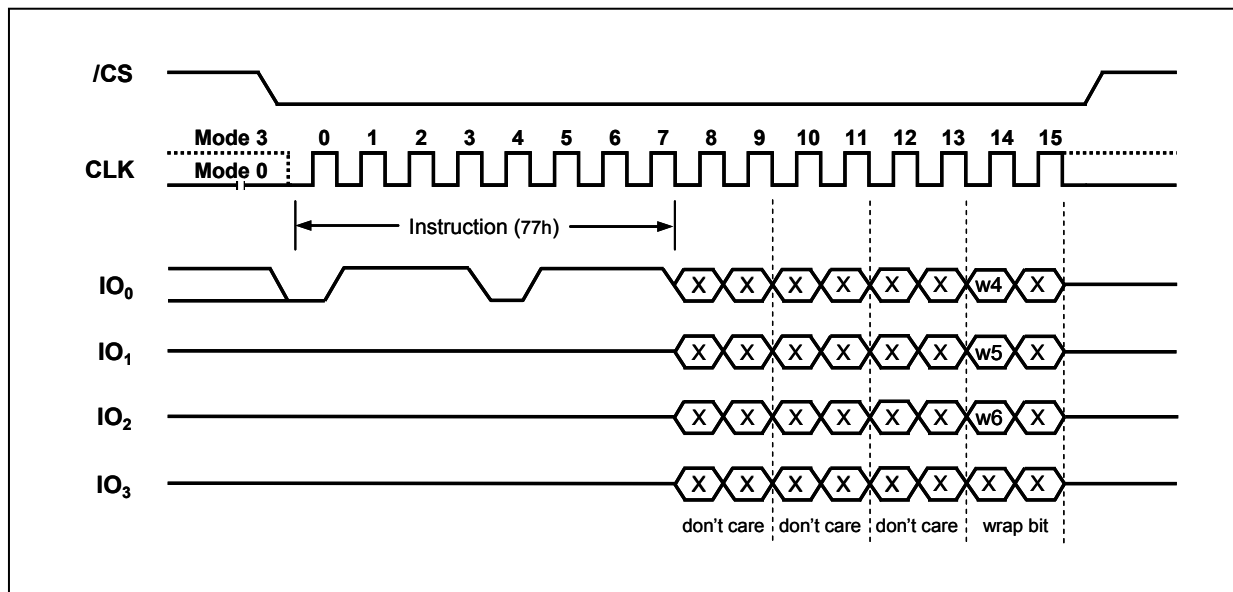 /CS
Mode 3 0 1 2 3 4 5 6 7 8 9 10 11 12 13 14 15
CLK Mode 0
Instruction (77h)
IO0 X X X X X X w4 X
IO1 X X X X X X w5 X
IO2 X X X X X X w6 X
IO3 X X X X X X X X
don't care don't care don't care wrap bit